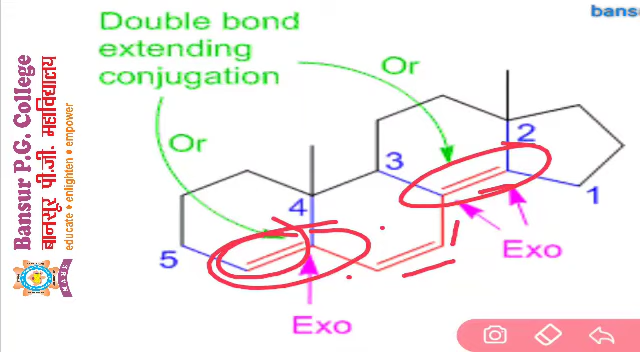 bans
Double bond
extending
conjugation
Or
Or
2
3
1
4
5
Exo
Exo
Bansur P.G. College
बानसूर पी.जी. महाविद्यालय
educate • enlighten • empower